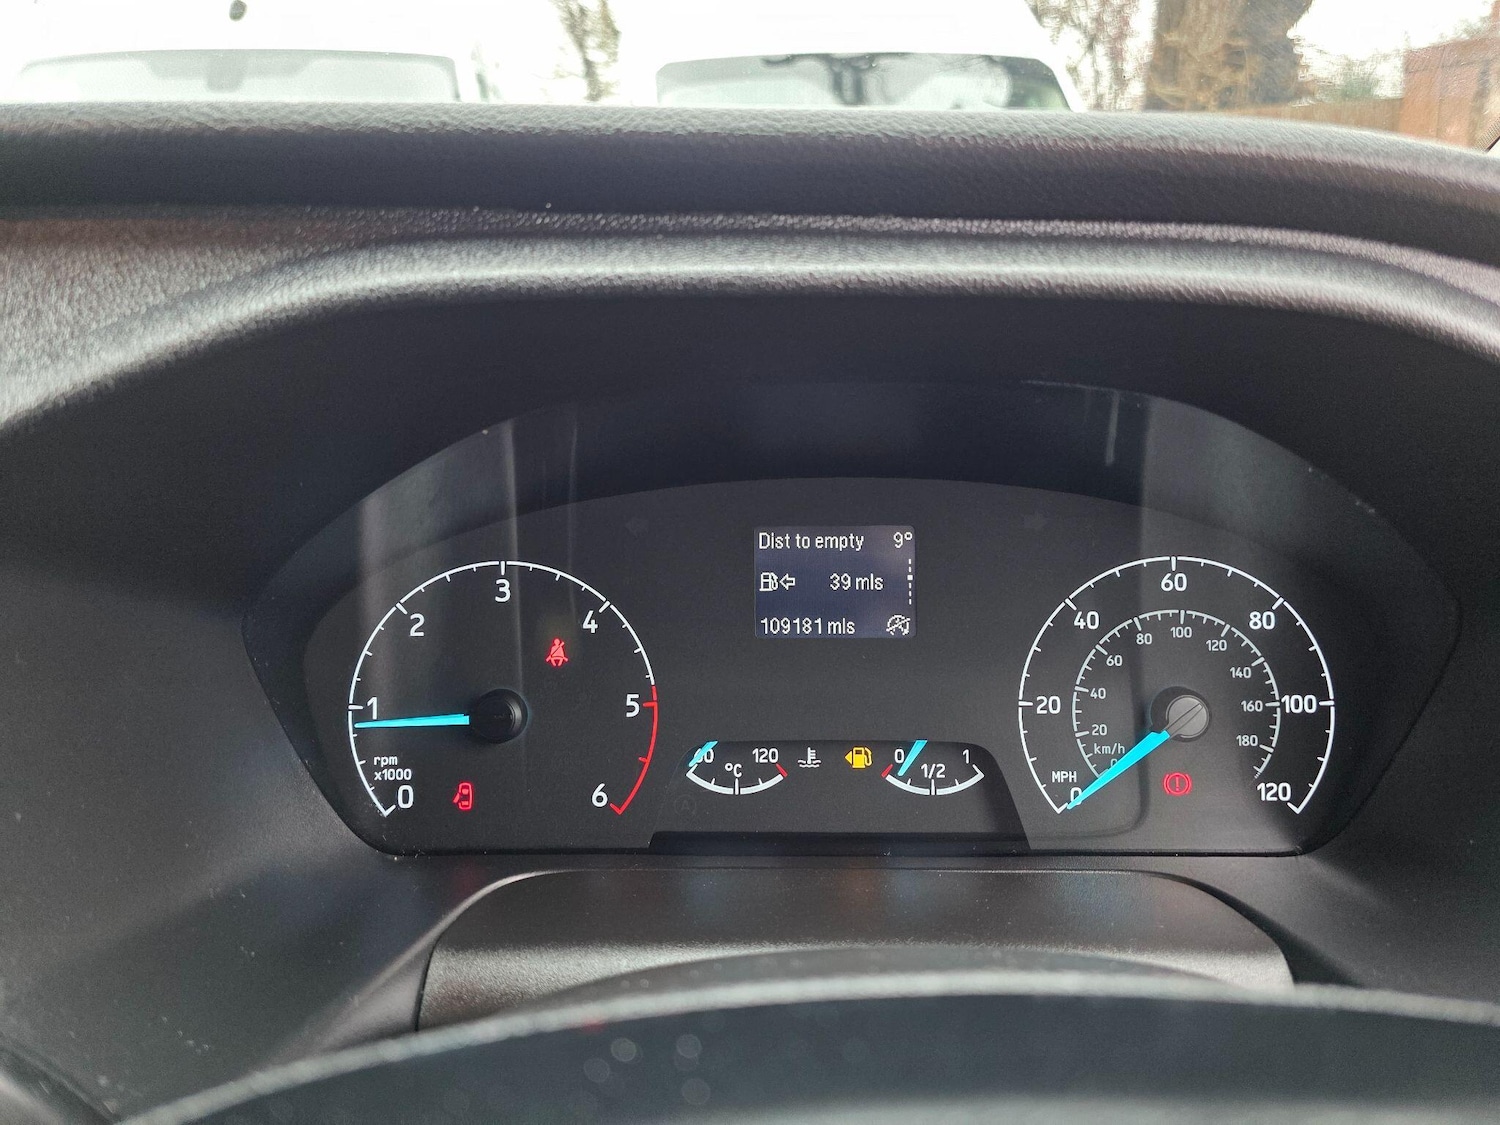 Dist to empty 9°
39 mls
109181 mls
0 1 2 3 4 5 6
rpm
x1000
60 120
°C
0 1/2 1
0 20 40 60 80 100 120
MPH
0 20 40 60 80 100 120 140 160 180
km/h